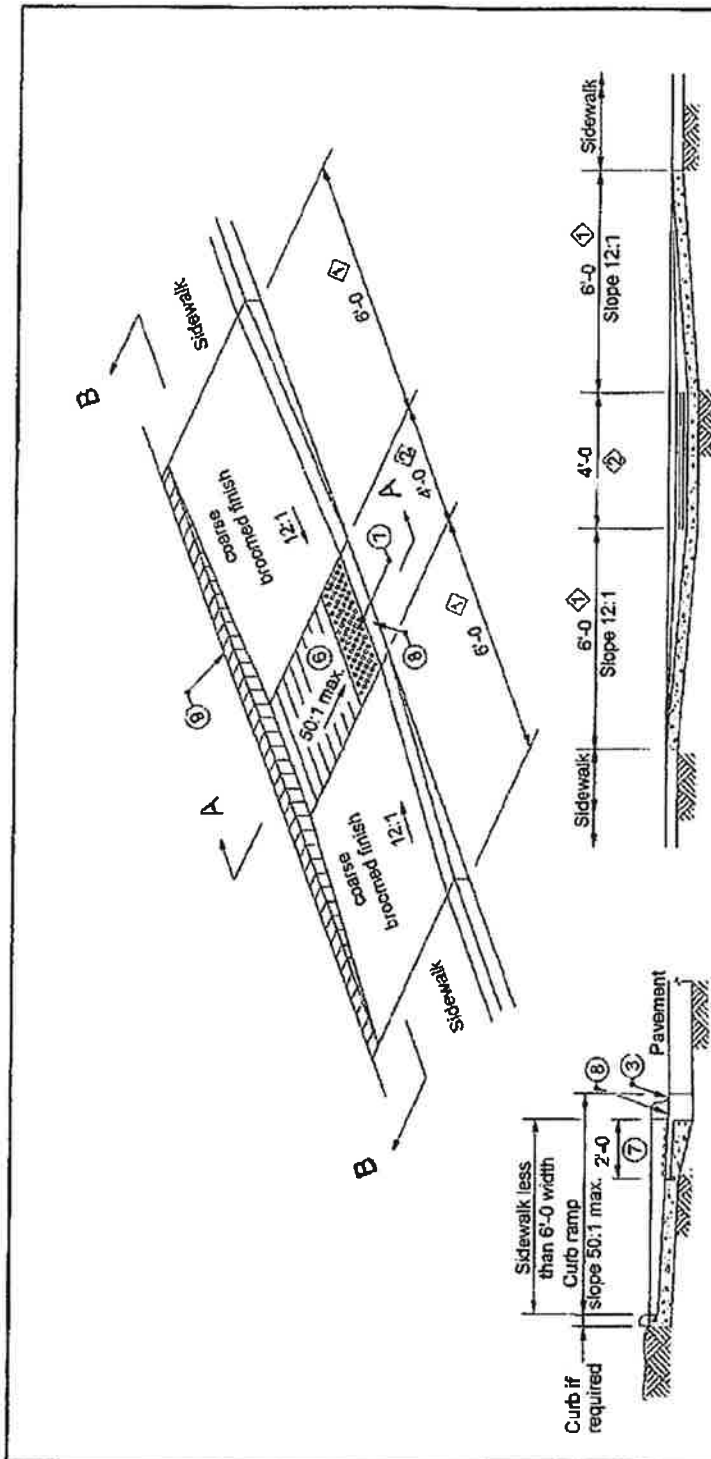 B
B
A
A
Sidewalk
Sidewalk
coarse
broomed finish
12:1
coarse
broomed finish
12:1
9
6
50:1 max.
7
8
6'-0 1
4'-0 2
6'-0 1
Curb if
required
Sidewalk less
than 6'-0 width
Curb ramp
slope 50:1 max.
2'-0
7
8
3
Pavement
Sidewalk
6'-0 1
Slope 12:1
4'-0
2
6'-0 1
Slope 12:1
Sidewalk